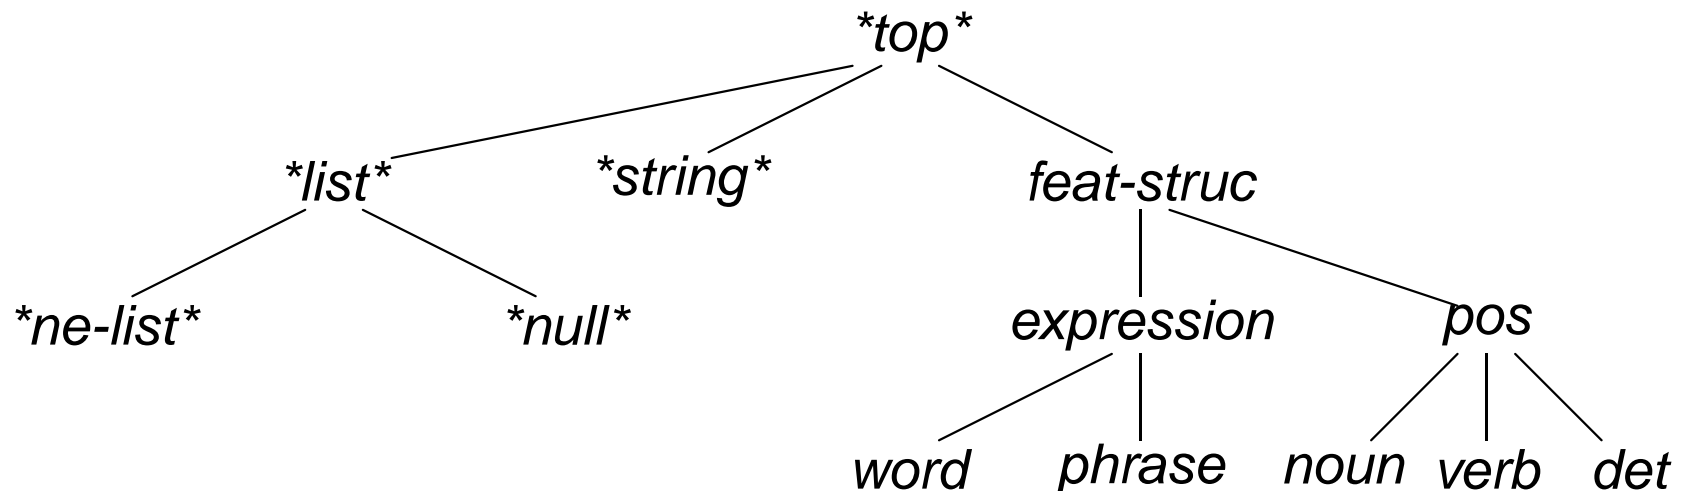 *top*
*list* *string* feat-struc
*ne-list* *null* expression pos
word phrase noun verb det